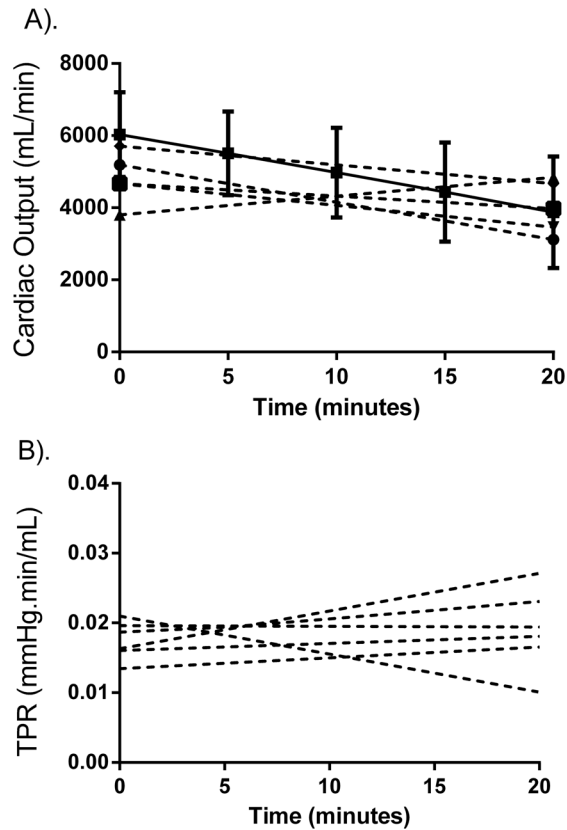 A).
Cardiac Output (mL/min)
8000
6000
4000
2000
0
0 5 10 15 20
Time (minutes)
B).
TPR (mmHg.min/mL)
0.04
0.03
0.02
0.01
0.00
0 5 10 15 20
Time (minutes)